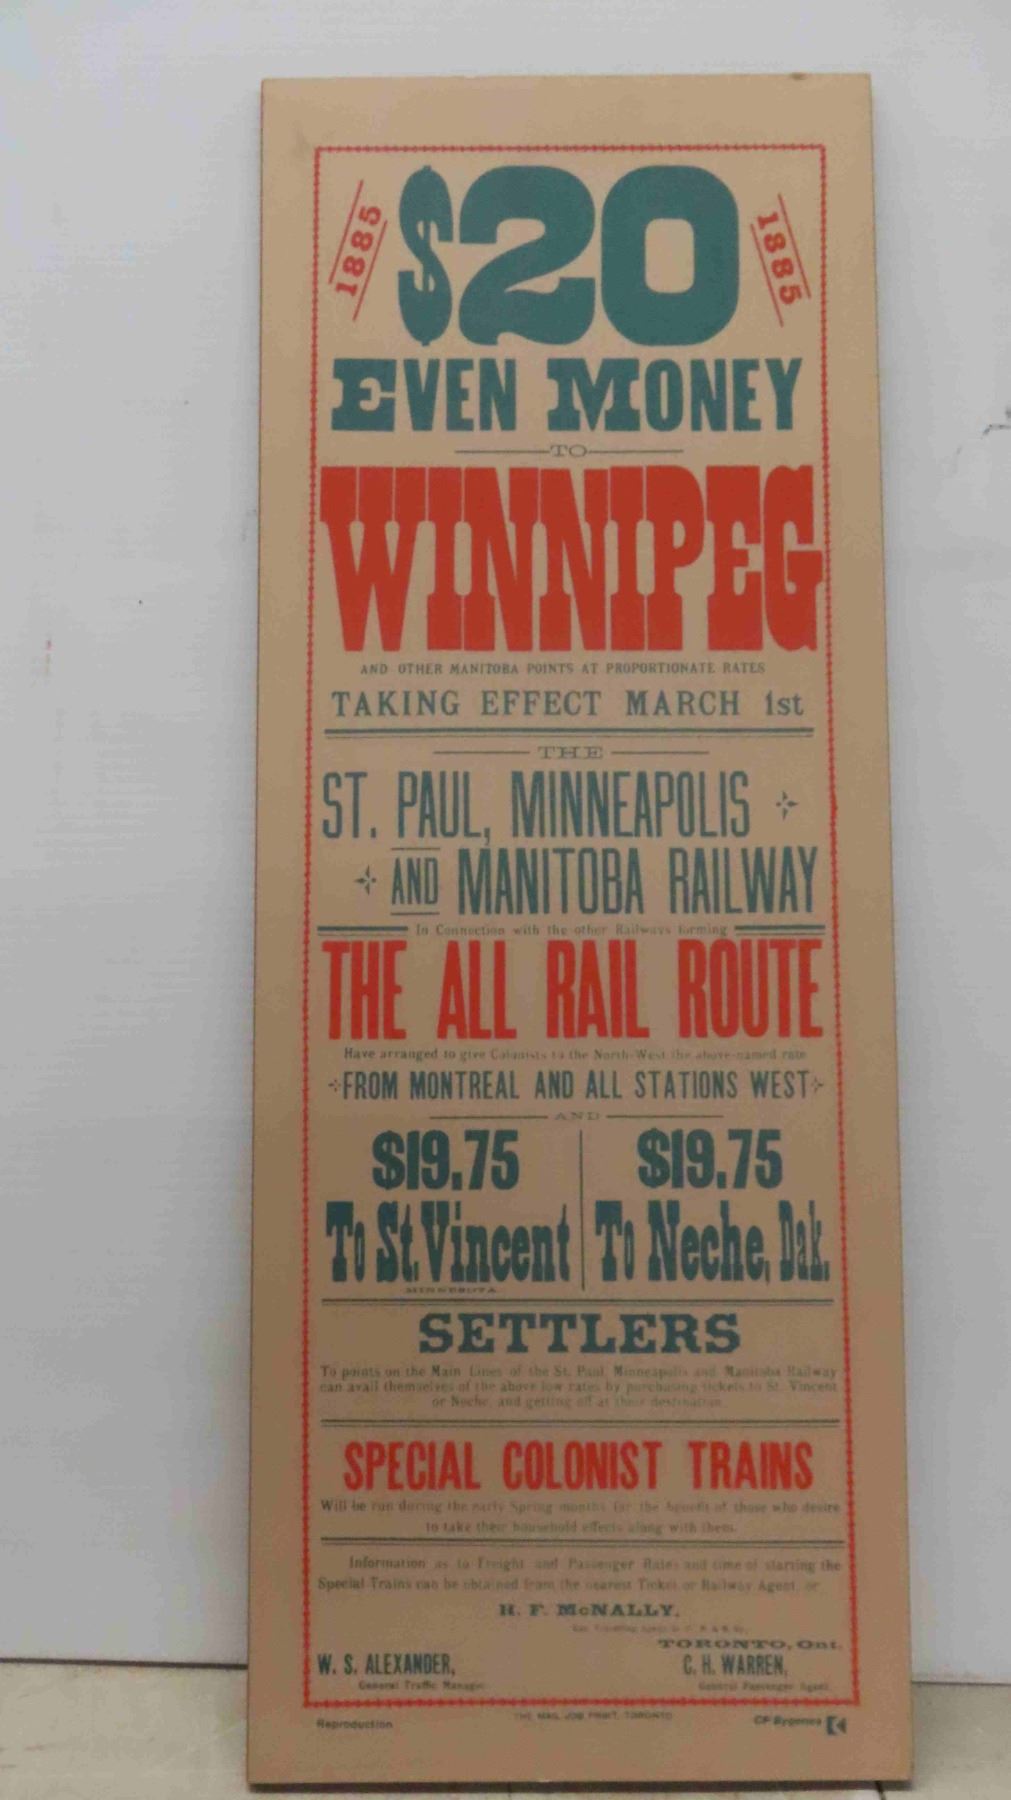 1885 $20 1885
EVEN MONEY
TO
WINNIPEG
AND OTHER MANITOBA POINTS AT PROPORTIONATE RATES
TAKING EFFECT MARCH 1st
THE
ST. PAUL, MINNEAPOLIS
AND MANITOBA RAILWAY
In Connection with the other Railways forming
THE ALL RAIL ROUTE
Have arranged to give Colonists to the North-West the above-named rate
FROM MONTREAL AND ALL STATIONS WEST
AND
$19.75 $19.75
To St. Vincent To Neche, Dak.
MINNESOTA
SETTLERS
To points on the Main Lines of the St. Paul, Minneapolis and Manitoba Railway
can avail themselves of the above low rates by purchasing tickets to St. Vincent
or Neche, and getting off at their destination.
SPECIAL COLONIST TRAINS
Will be run during the early Spring months for the benefit of those who desire
to take their household effects along with them.
Information as to Freight and Passenger Rates and time of starting the
Special Trains can be obtained from the nearest Ticket or Railway Agent, or
H. F. McNALLY,
TORONTO, Ont.
W. S. ALEXANDER, C. H. WARREN,
General Traffic Manager General Passenger Agent.
THE MAIL JOB PRINT, TORONTO
Reproduction CP Bygones